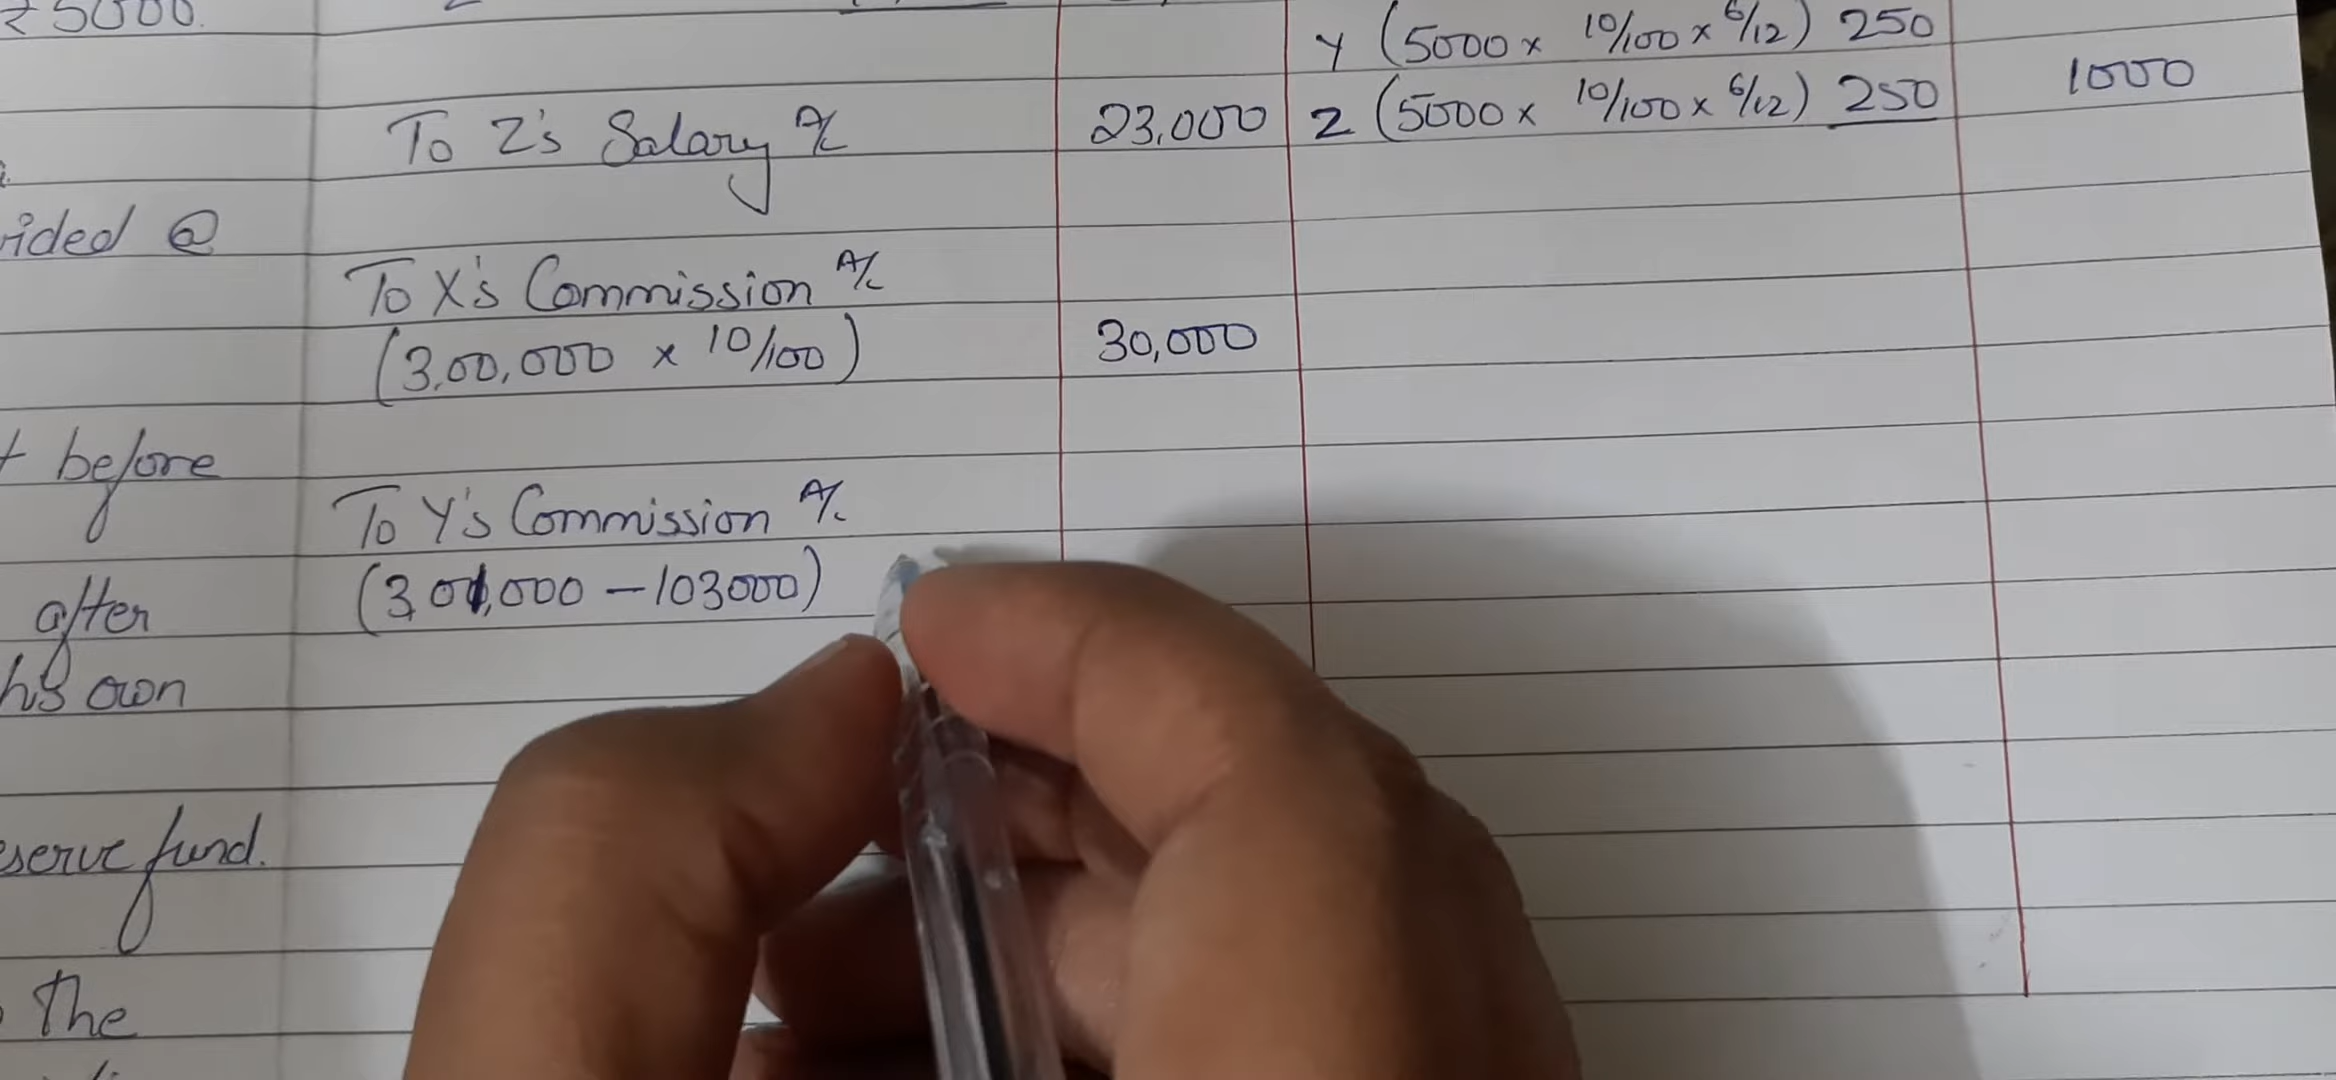 ₹5000.
ided @
t before
after
his own
serve fund.
The
To Z's Salary A/c 23,000
To X's Commission A/c
(3,00,000 x 10/100) 30,000
To Y's Commission A/c
(301,000 - 103000)
Y (5000 x 10/100 x 6/12) 250
Z (5000 x 10/100 x 6/12) 250 1000